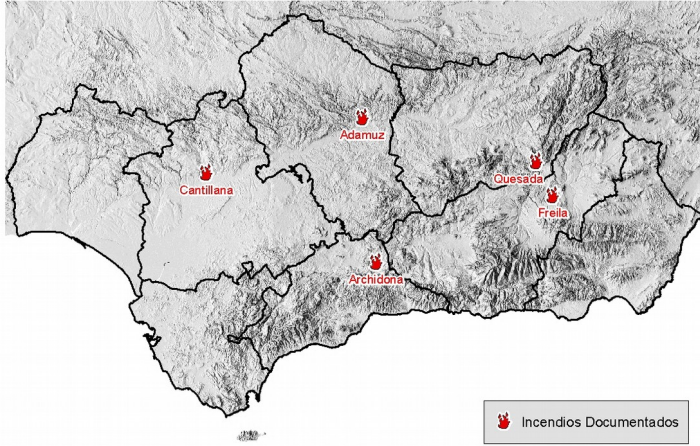 Adamuz
Cantillana
Quesada
Freila
Archidona
Incendios Documentados